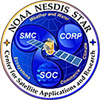 NOAA NESDIS STAR
Weather and Water
SMC
CORP
SOC
Center for Satellite Applications and Research